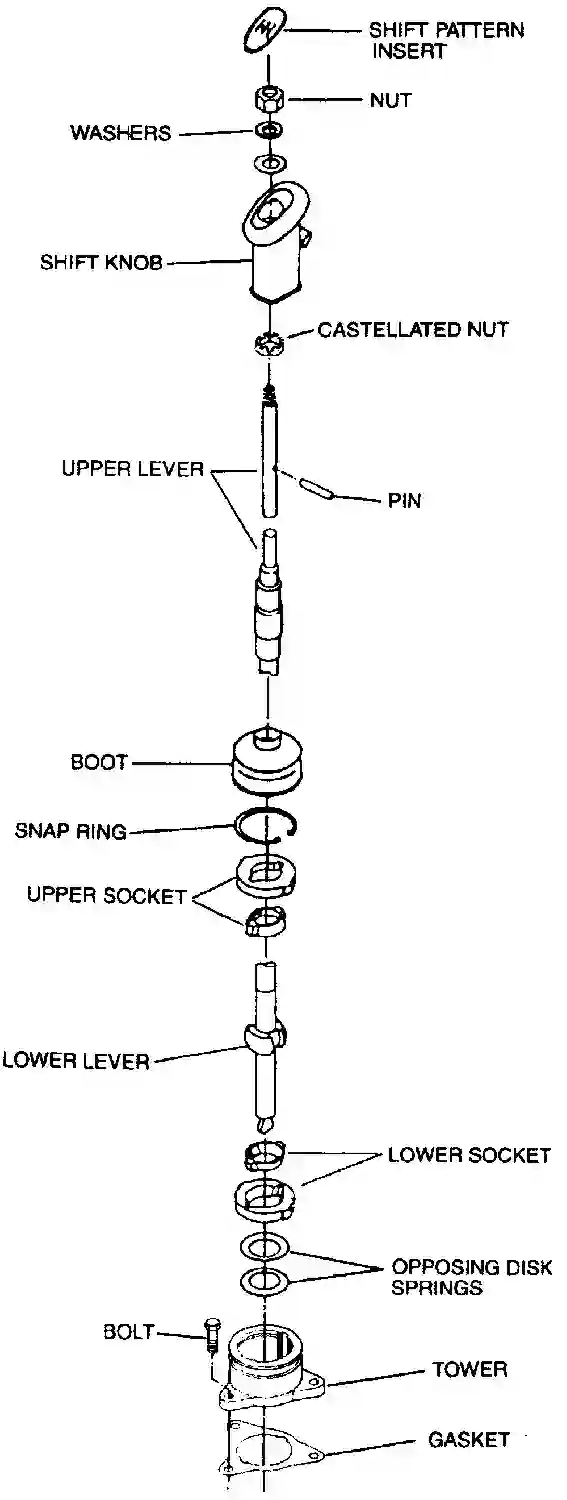 SHIFT PATTERN
INSERT
NUT
WASHERS
SHIFT KNOB
CASTELLATED NUT
UPPER LEVER
PIN
BOOT
SNAP RING
UPPER SOCKET
LOWER LEVER
LOWER SOCKET
OPPOSING DISK
SPRINGS
BOLT
TOWER
GASKET